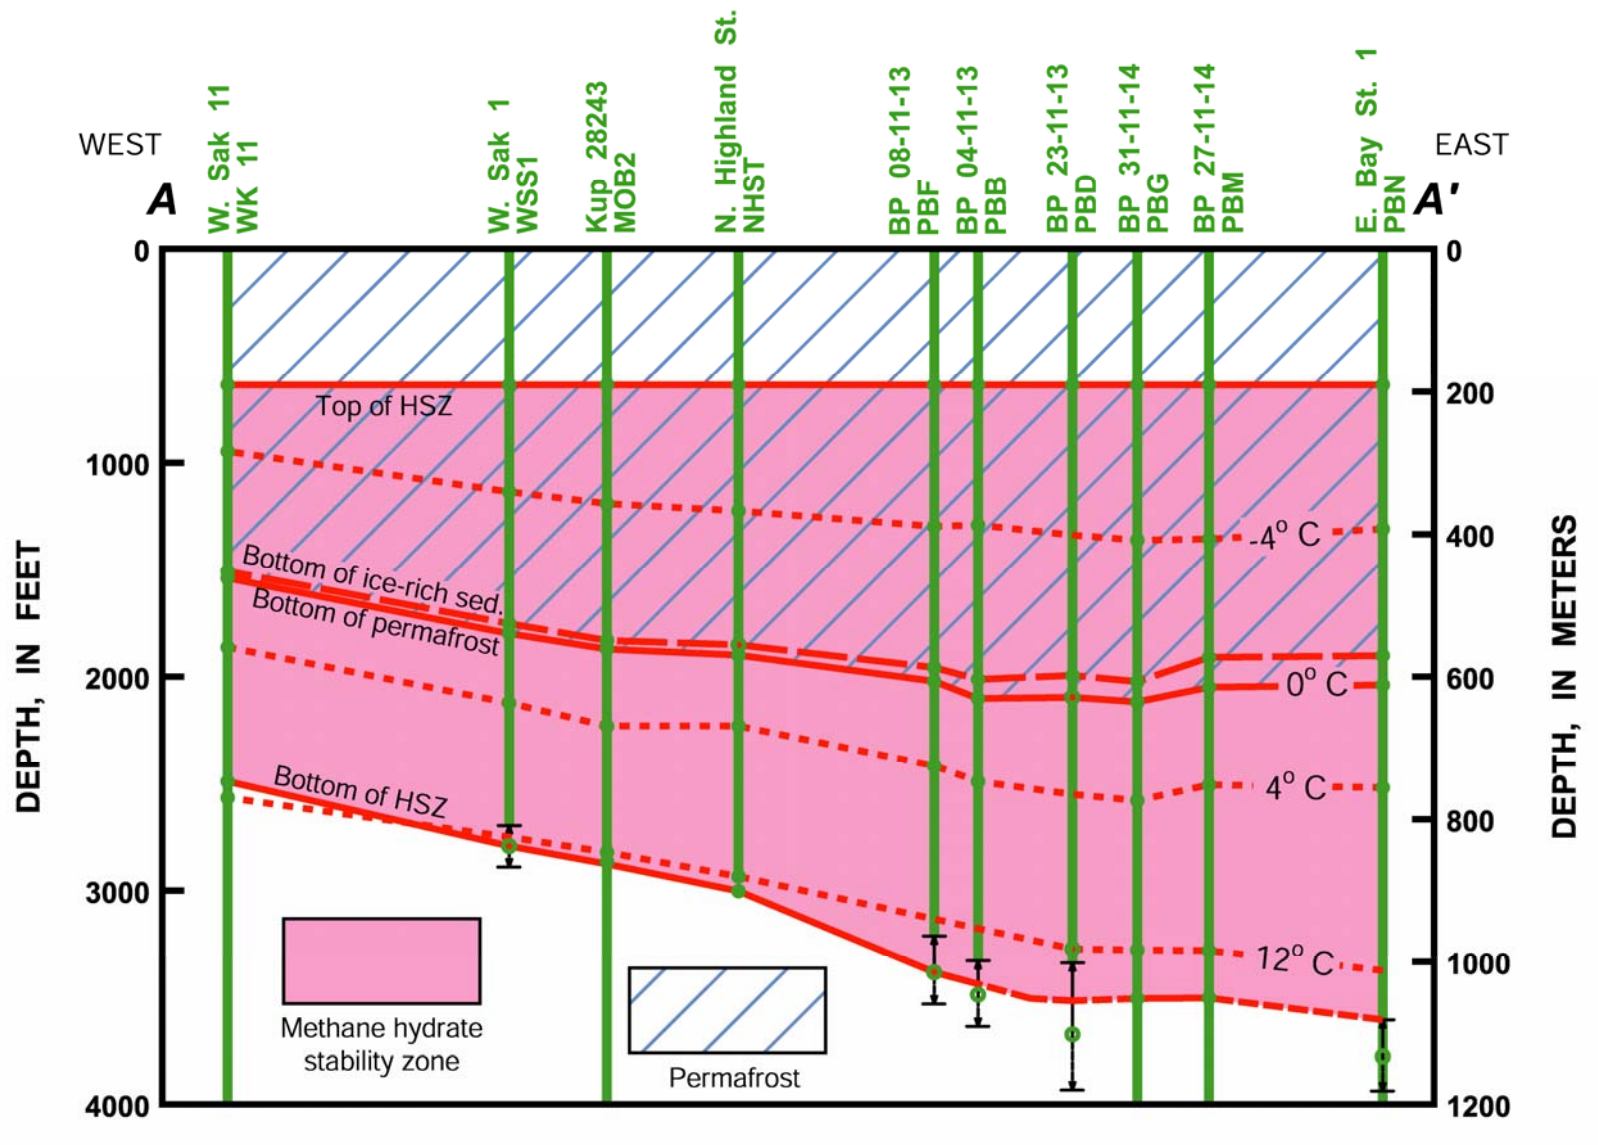 W. Sak 11
WK 11
W. Sak 1
WSS1
Kup 28243
MOB2
N. Highland St.
NHST
BP 08-11-13
PBF
BP 04-11-13
PBB
BP 23-11-13
PBD
BP 31-11-14
PBG
BP 27-11-14
PBM
E. Bay St. 1
PBN
WEST
EAST
A
A′
0
0
200
Top of HSZ
1000
400
-4° C
Bottom of ice-rich sed.
Bottom of permafrost
2000
600
0° C
4° C
Bottom of HSZ
800
3000
12° C
1000
Methane hydrate
stability zone
Permafrost
4000
1200
DEPTH, IN FEET
DEPTH, IN METERS